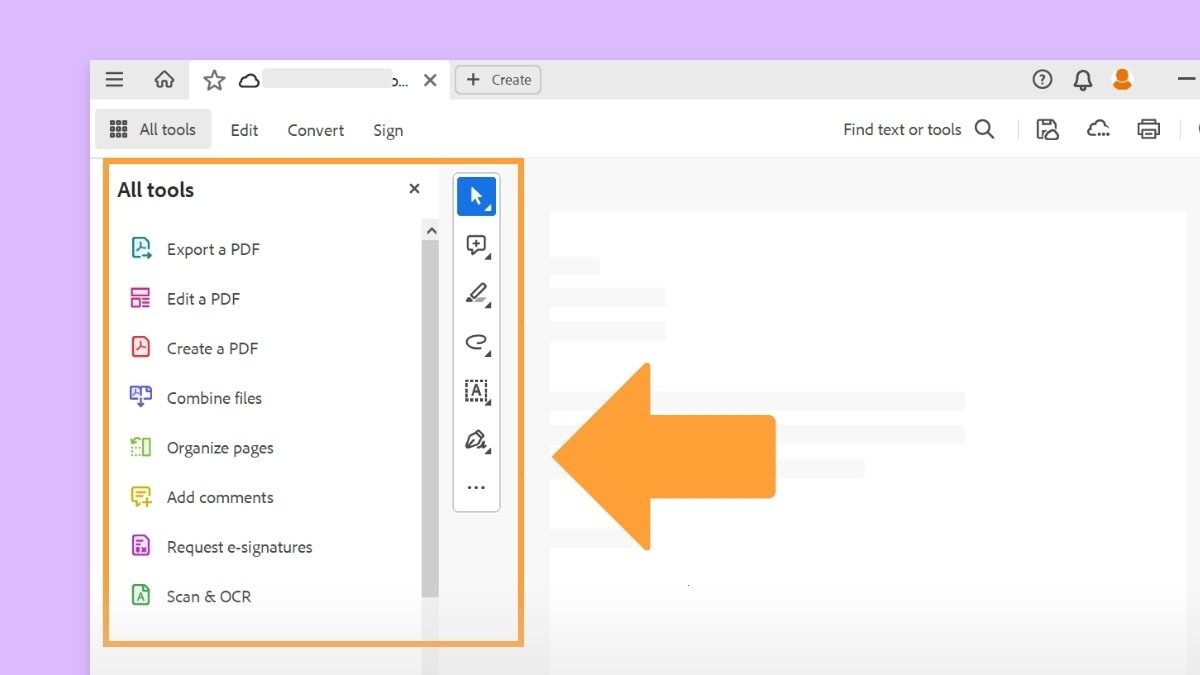 Create
All tools
Edit
Convert
Sign
Find text or tools
All tools
Export a PDF
Edit a PDF
Create a PDF
Combine files
Organize pages
Add comments
Request e-signatures
Scan & OCR